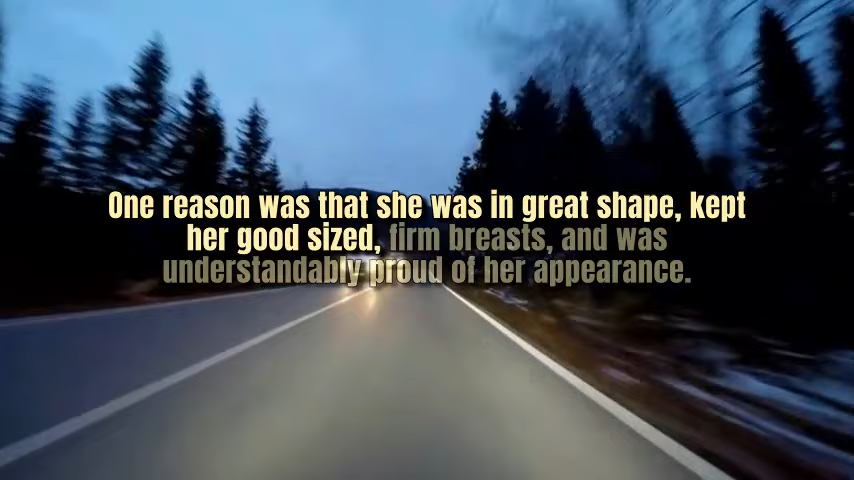 One reason was that she was in great shape, kept
her good sized, firm breasts, and was
understandably proud of her appearance.